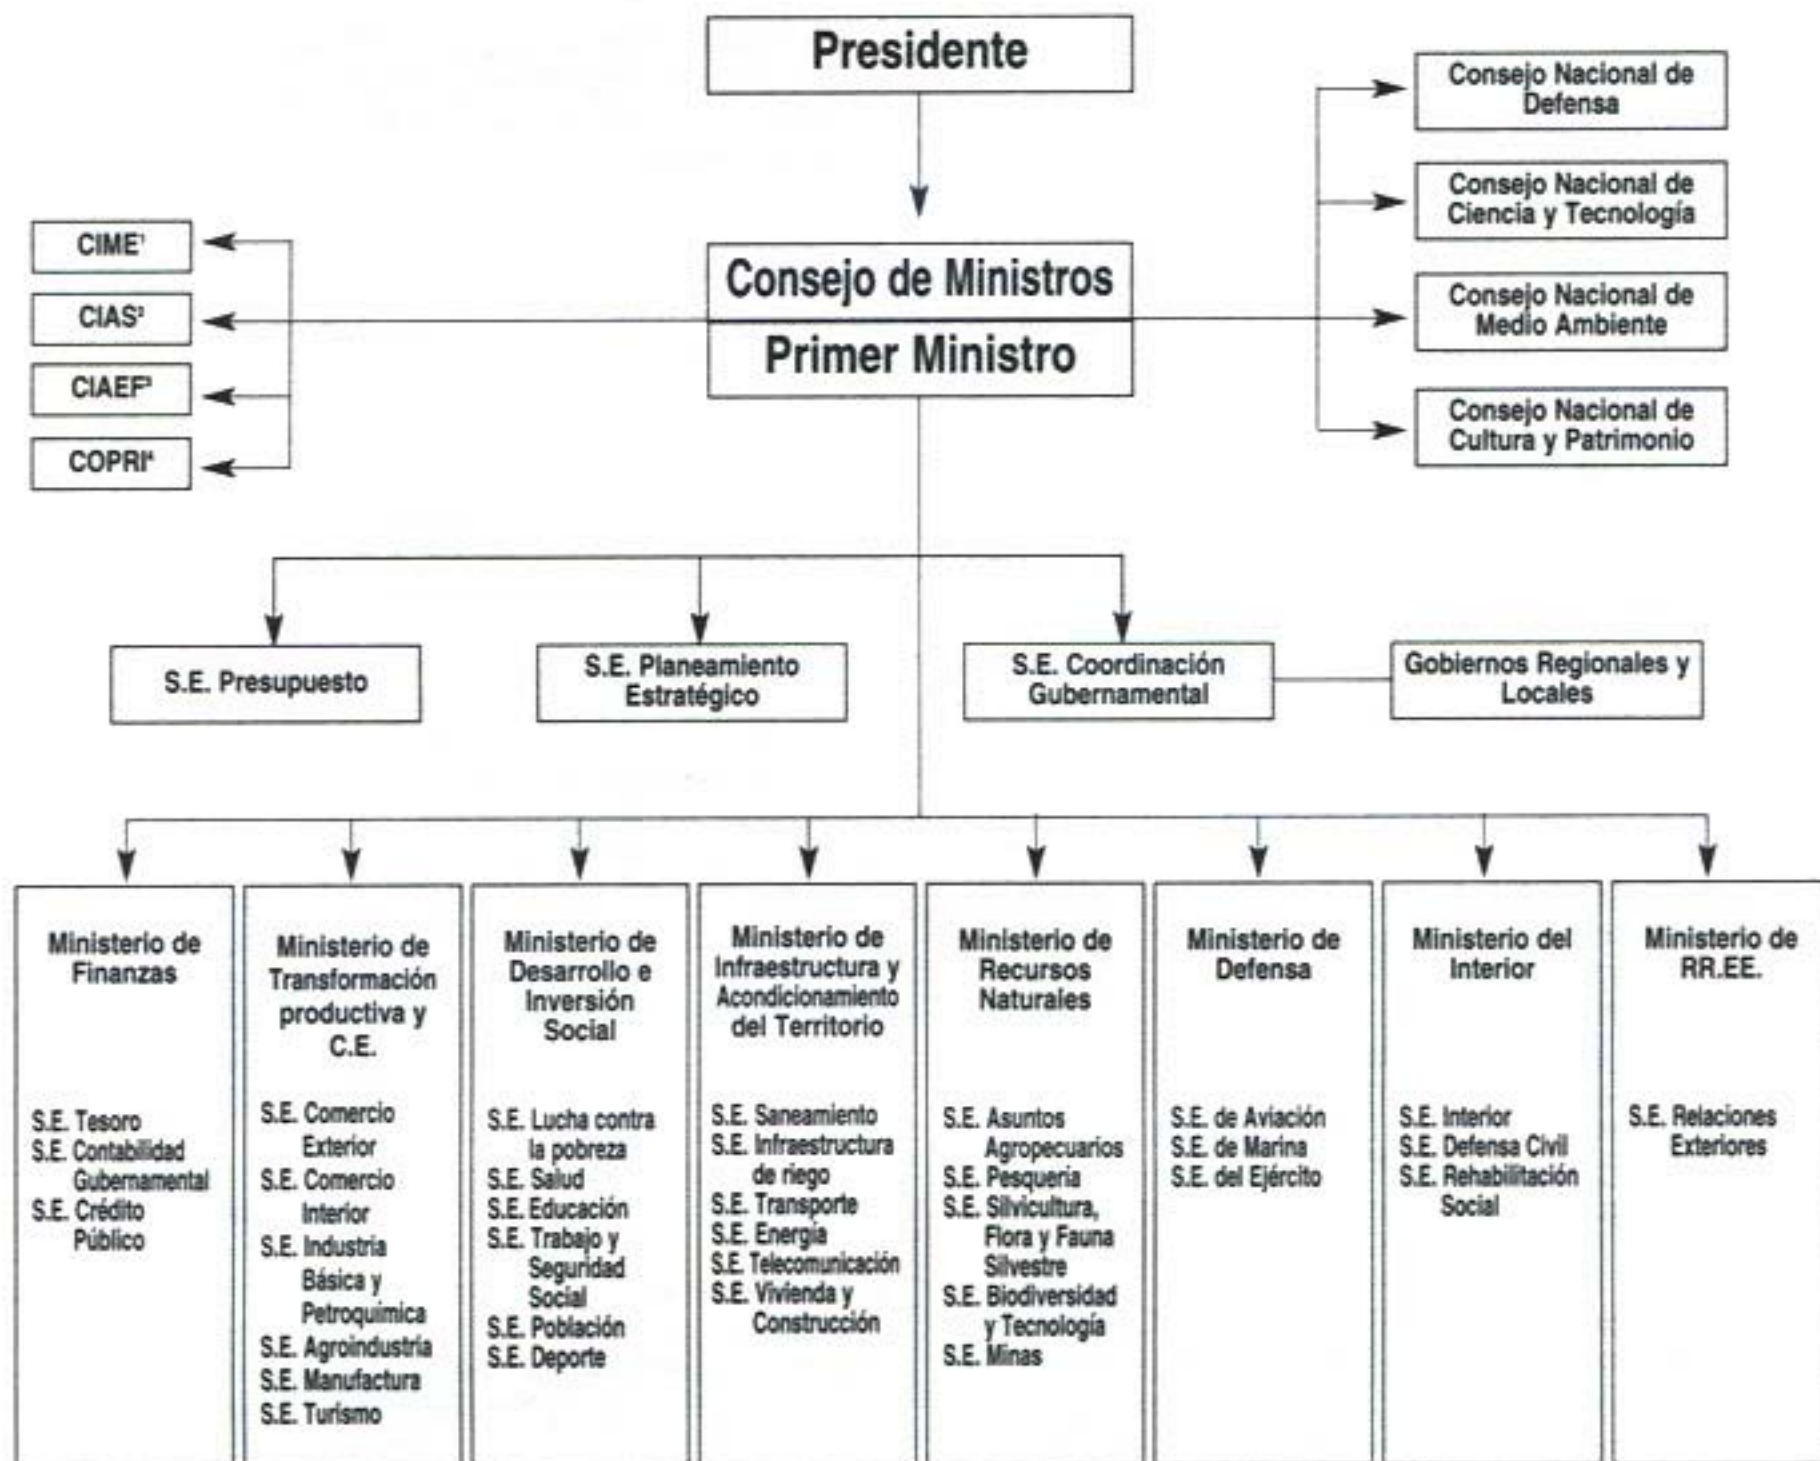 Presidente
Consejo Nacional de
Defensa
Consejo Nacional de
Ciencia y Tecnología
CIME¹
Consejo de Ministros
Consejo Nacional de
Medio Ambiente
CIAS²
Primer Ministro
CIAEF³
Consejo Nacional de
Cultura y Patrimonio
COPRI⁴
S.E. Presupuesto
S.E. Planeamiento
Estratégico
S.E. Coordinación
Gubernamental
Gobiernos Regionales y
Locales
Ministerio de
Finanzas
S.E. Tesoro
S.E. Contabilidad
Gubernamental
S.E. Crédito
Público
Ministerio de
Transformación
productiva y
C.E.
S.E. Comercio
Exterior
S.E. Comercio
Interior
S.E. Industria
Básica y
Petroquímica
S.E. Agroindustria
S.E. Manufactura
S.E. Turismo
Ministerio de
Desarrollo e
Inversión
Social
S.E. Lucha contra
la pobreza
S.E. Salud
S.E. Educación
S.E. Trabajo y
Seguridad
Social
S.E. Población
S.E. Deporte
Ministerio de
Infraestructura y
Acondicionamiento
del Territorio
S.E. Saneamiento
S.E. Infraestructura
de riego
S.E. Transporte
S.E. Energía
S.E. Telecomunicación
S.E. Vivienda y
Construcción
Ministerio de
Recursos
Naturales
S.E. Asuntos
Agropecuarios
S.E. Pesquería
S.E. Silvicultura,
Flora y Fauna
Silvestre
S.E. Biodiversidad
y Tecnología
S.E. Minas
Ministerio de
Defensa
S.E. de Aviación
S.E. de Marina
S.E. del Ejército
Ministerio del
Interior
S.E. Interior
S.E. Defensa Civil
S.E. Rehabilitación
Social
Ministerio de
RR.EE.
S.E. Relaciones
Exteriores